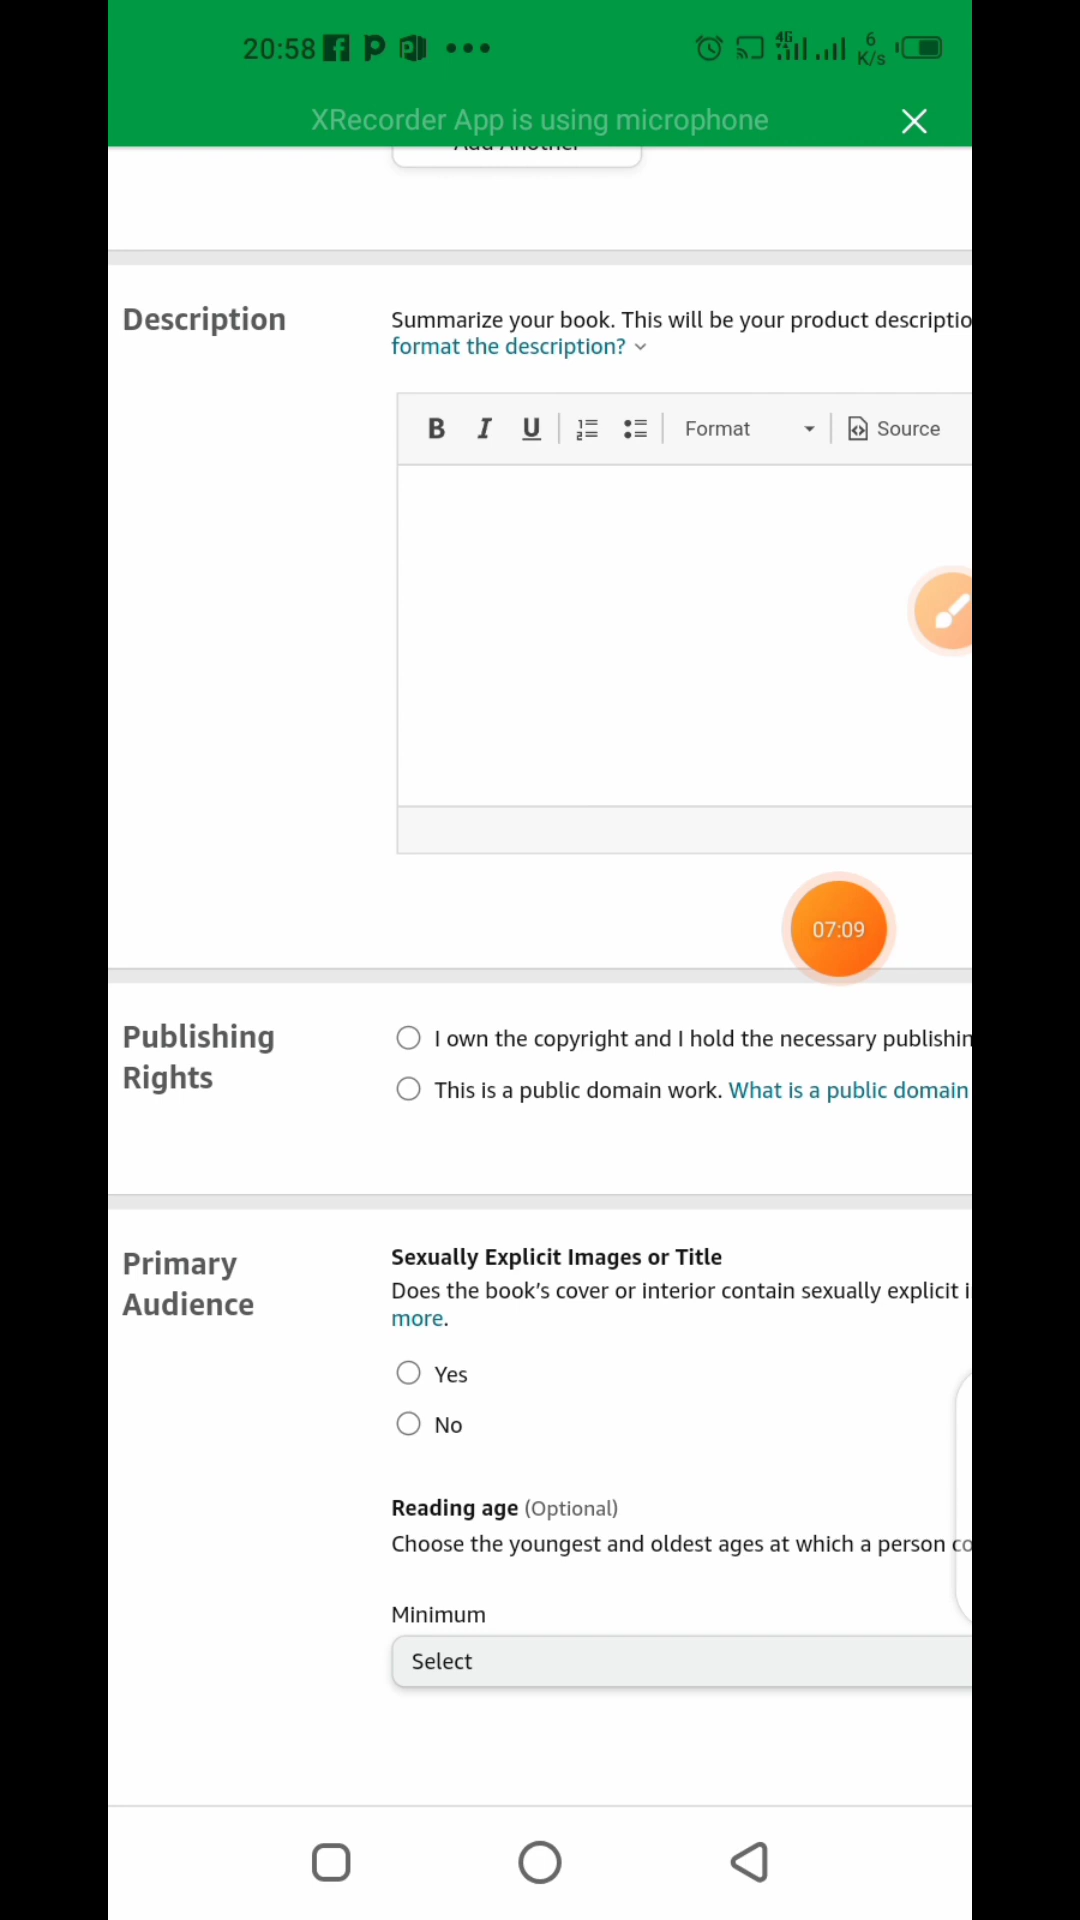 20:58
4G
6
K/s
XRecorder App is using microphone
Add Another
Description
Summarize your book. This will be your product descriptio
format the description?
B I U Format Source
07:09
Publishing
Rights
I own the copyright and I hold the necessary publishin
This is a public domain work. What is a public domain
Primary
Audience
Sexually Explicit Images or Title
Does the book’s cover or interior contain sexually explicit i
more.
Yes
No
Reading age (Optional)
Choose the youngest and oldest ages at which a person co
Minimum
Select